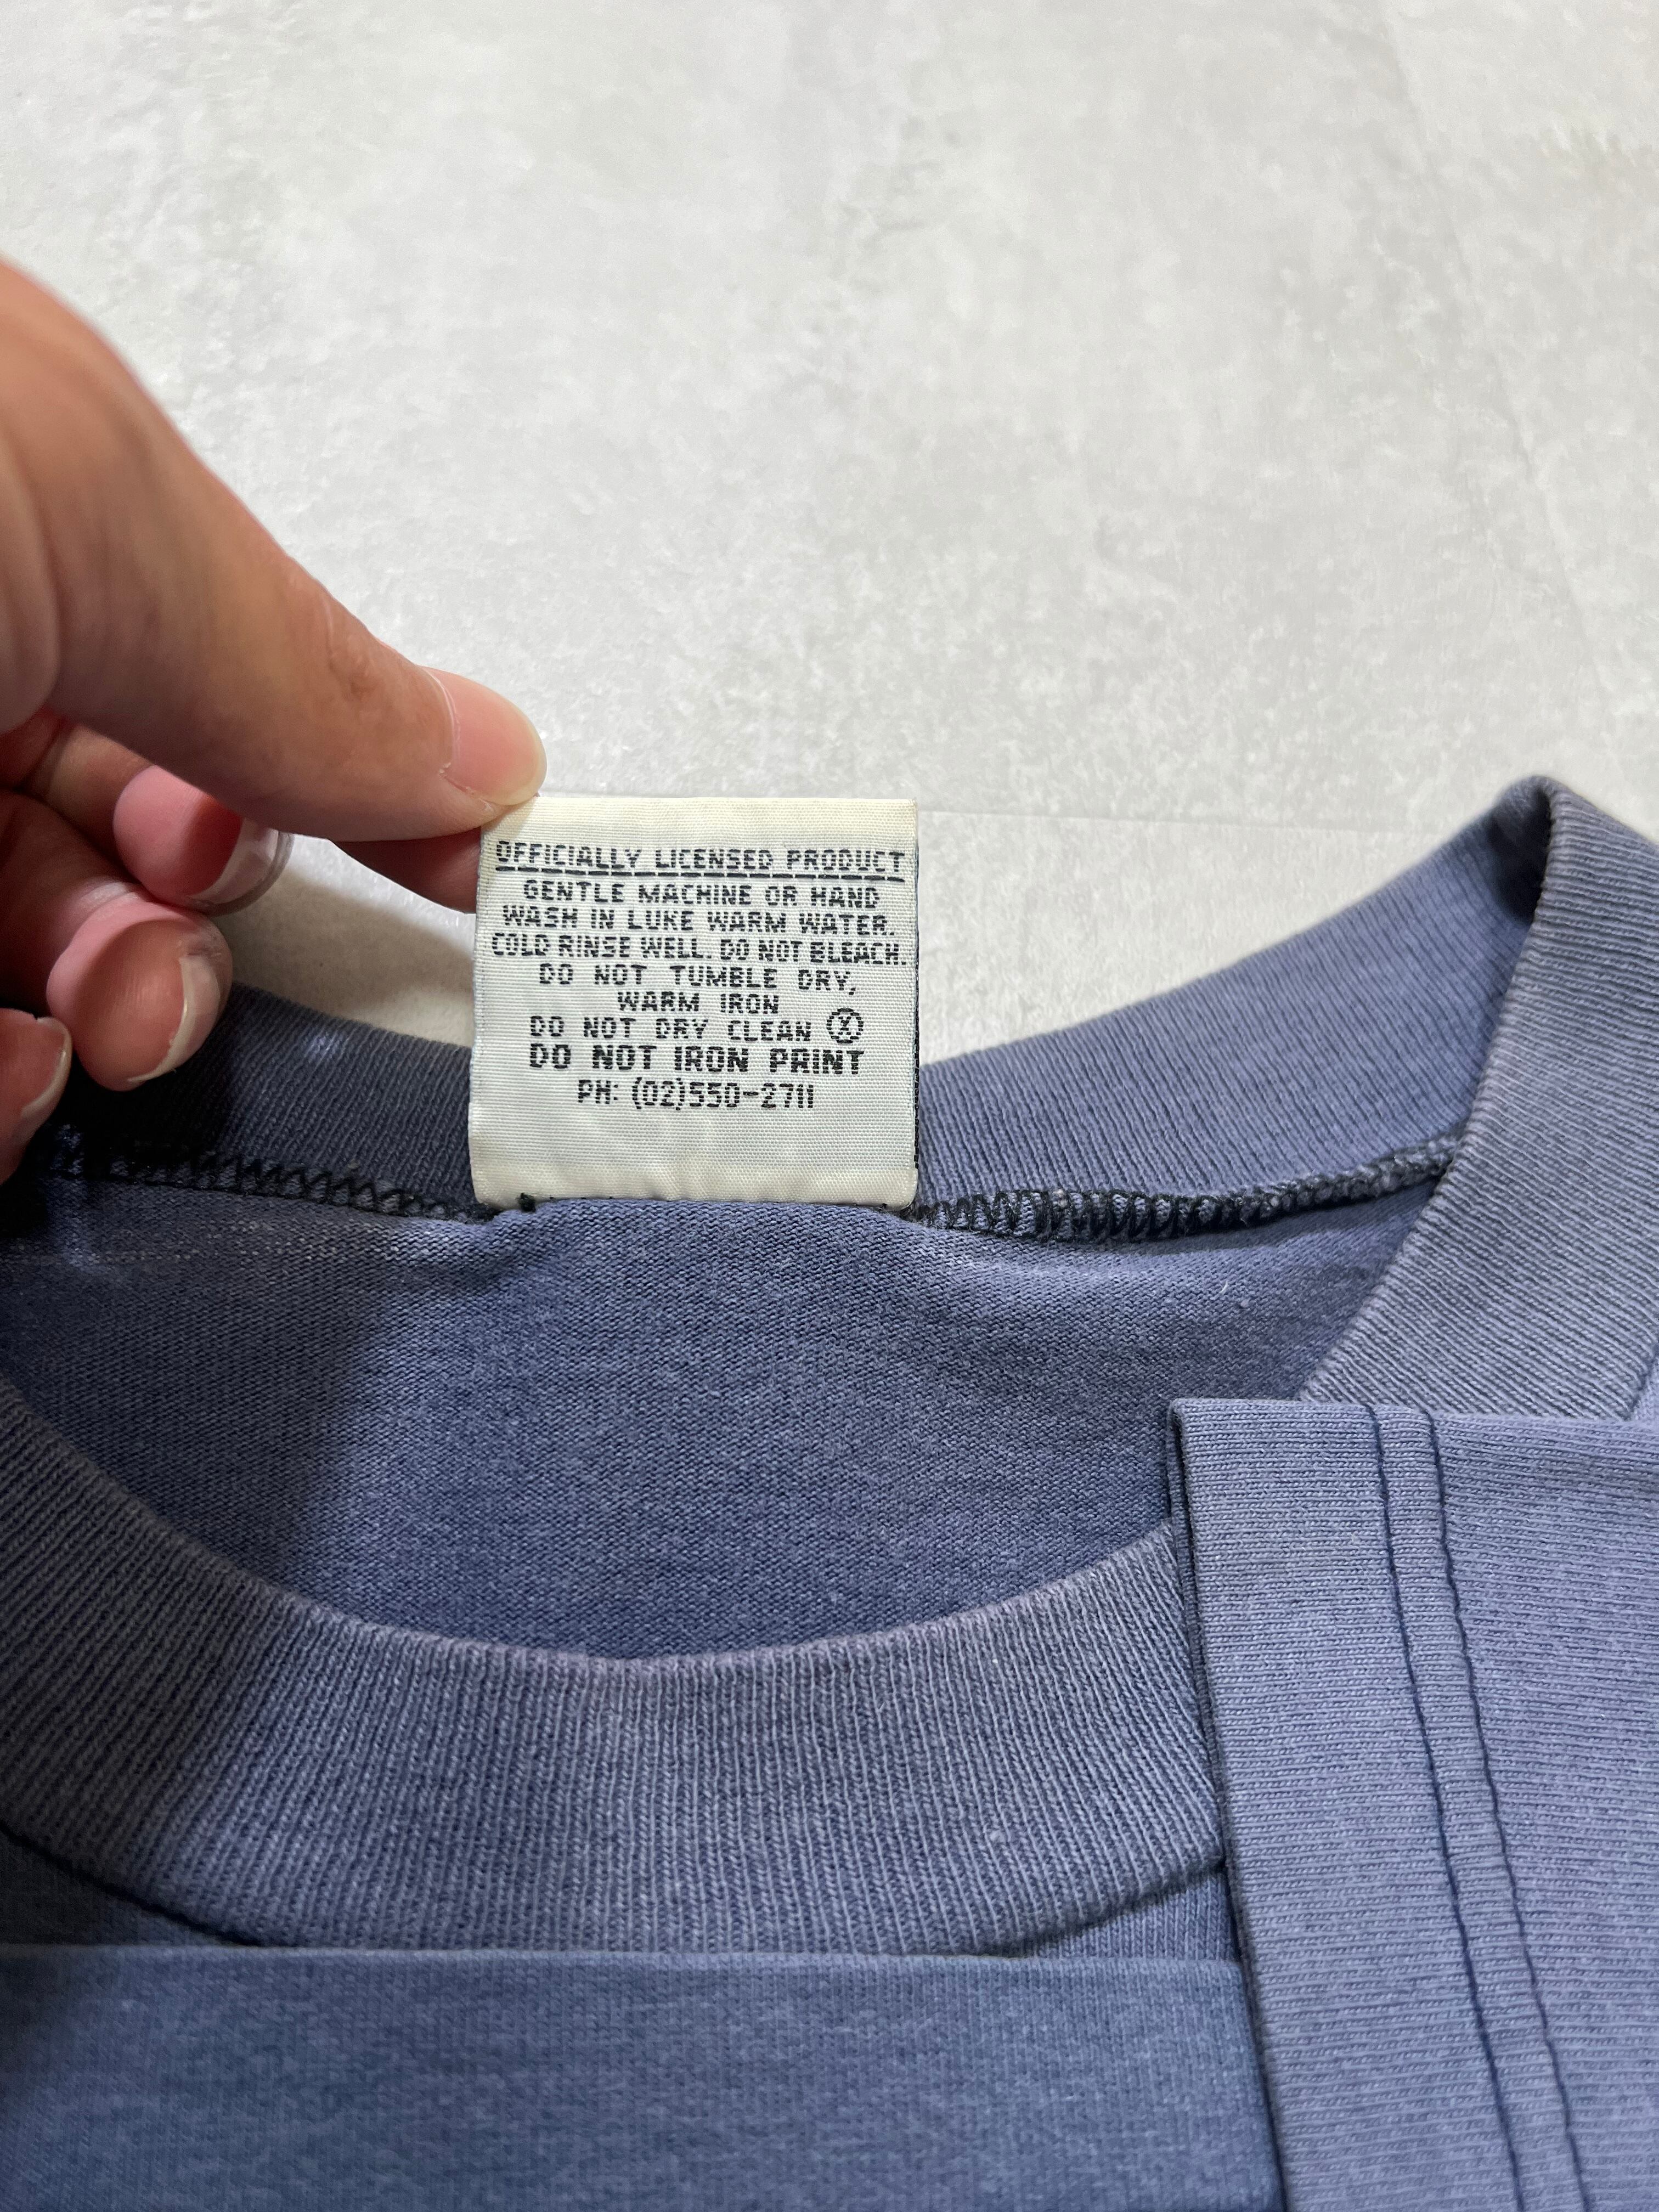 OFFICIALLY LICENSED PRODUCT
GENTLE MACHINE OR HAND
WASH IN LUKE WARM WATER.
COLD RINSE WELL. DO NOT BLEACH.
DO NOT TUMBLE DRY,
WARM IRON
DO NOT DRY CLEAN Ⓧ
DO NOT IRON PRINT
PH: (02)550-2711